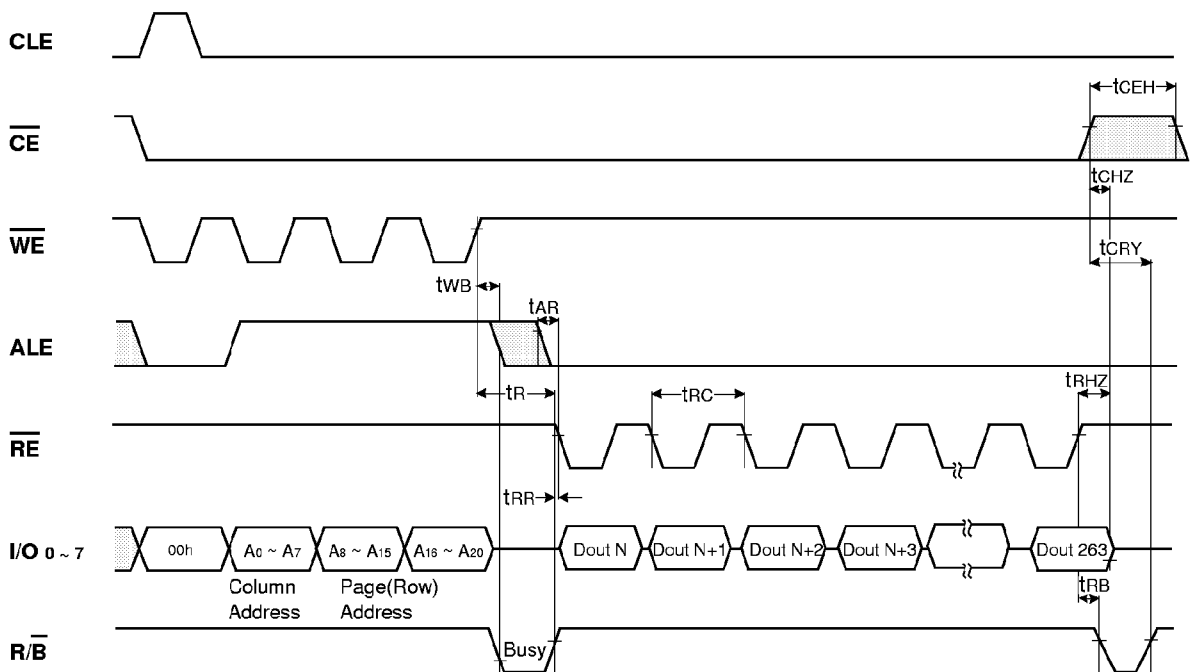 CLE
tCEH
CE
tCHZ
WE
tCRY
tWB
tAR
ALE
tR
tRC
tRHZ
RE
tRR
I/O 0 ~ 7
00h
A0 ~ A7
A8 ~ A15
A16 ~ A20
Dout N
Dout N+1
Dout N+2
Dout N+3
Dout 263
Column
Address
Page(Row)
Address
tRB
R/B
Busy